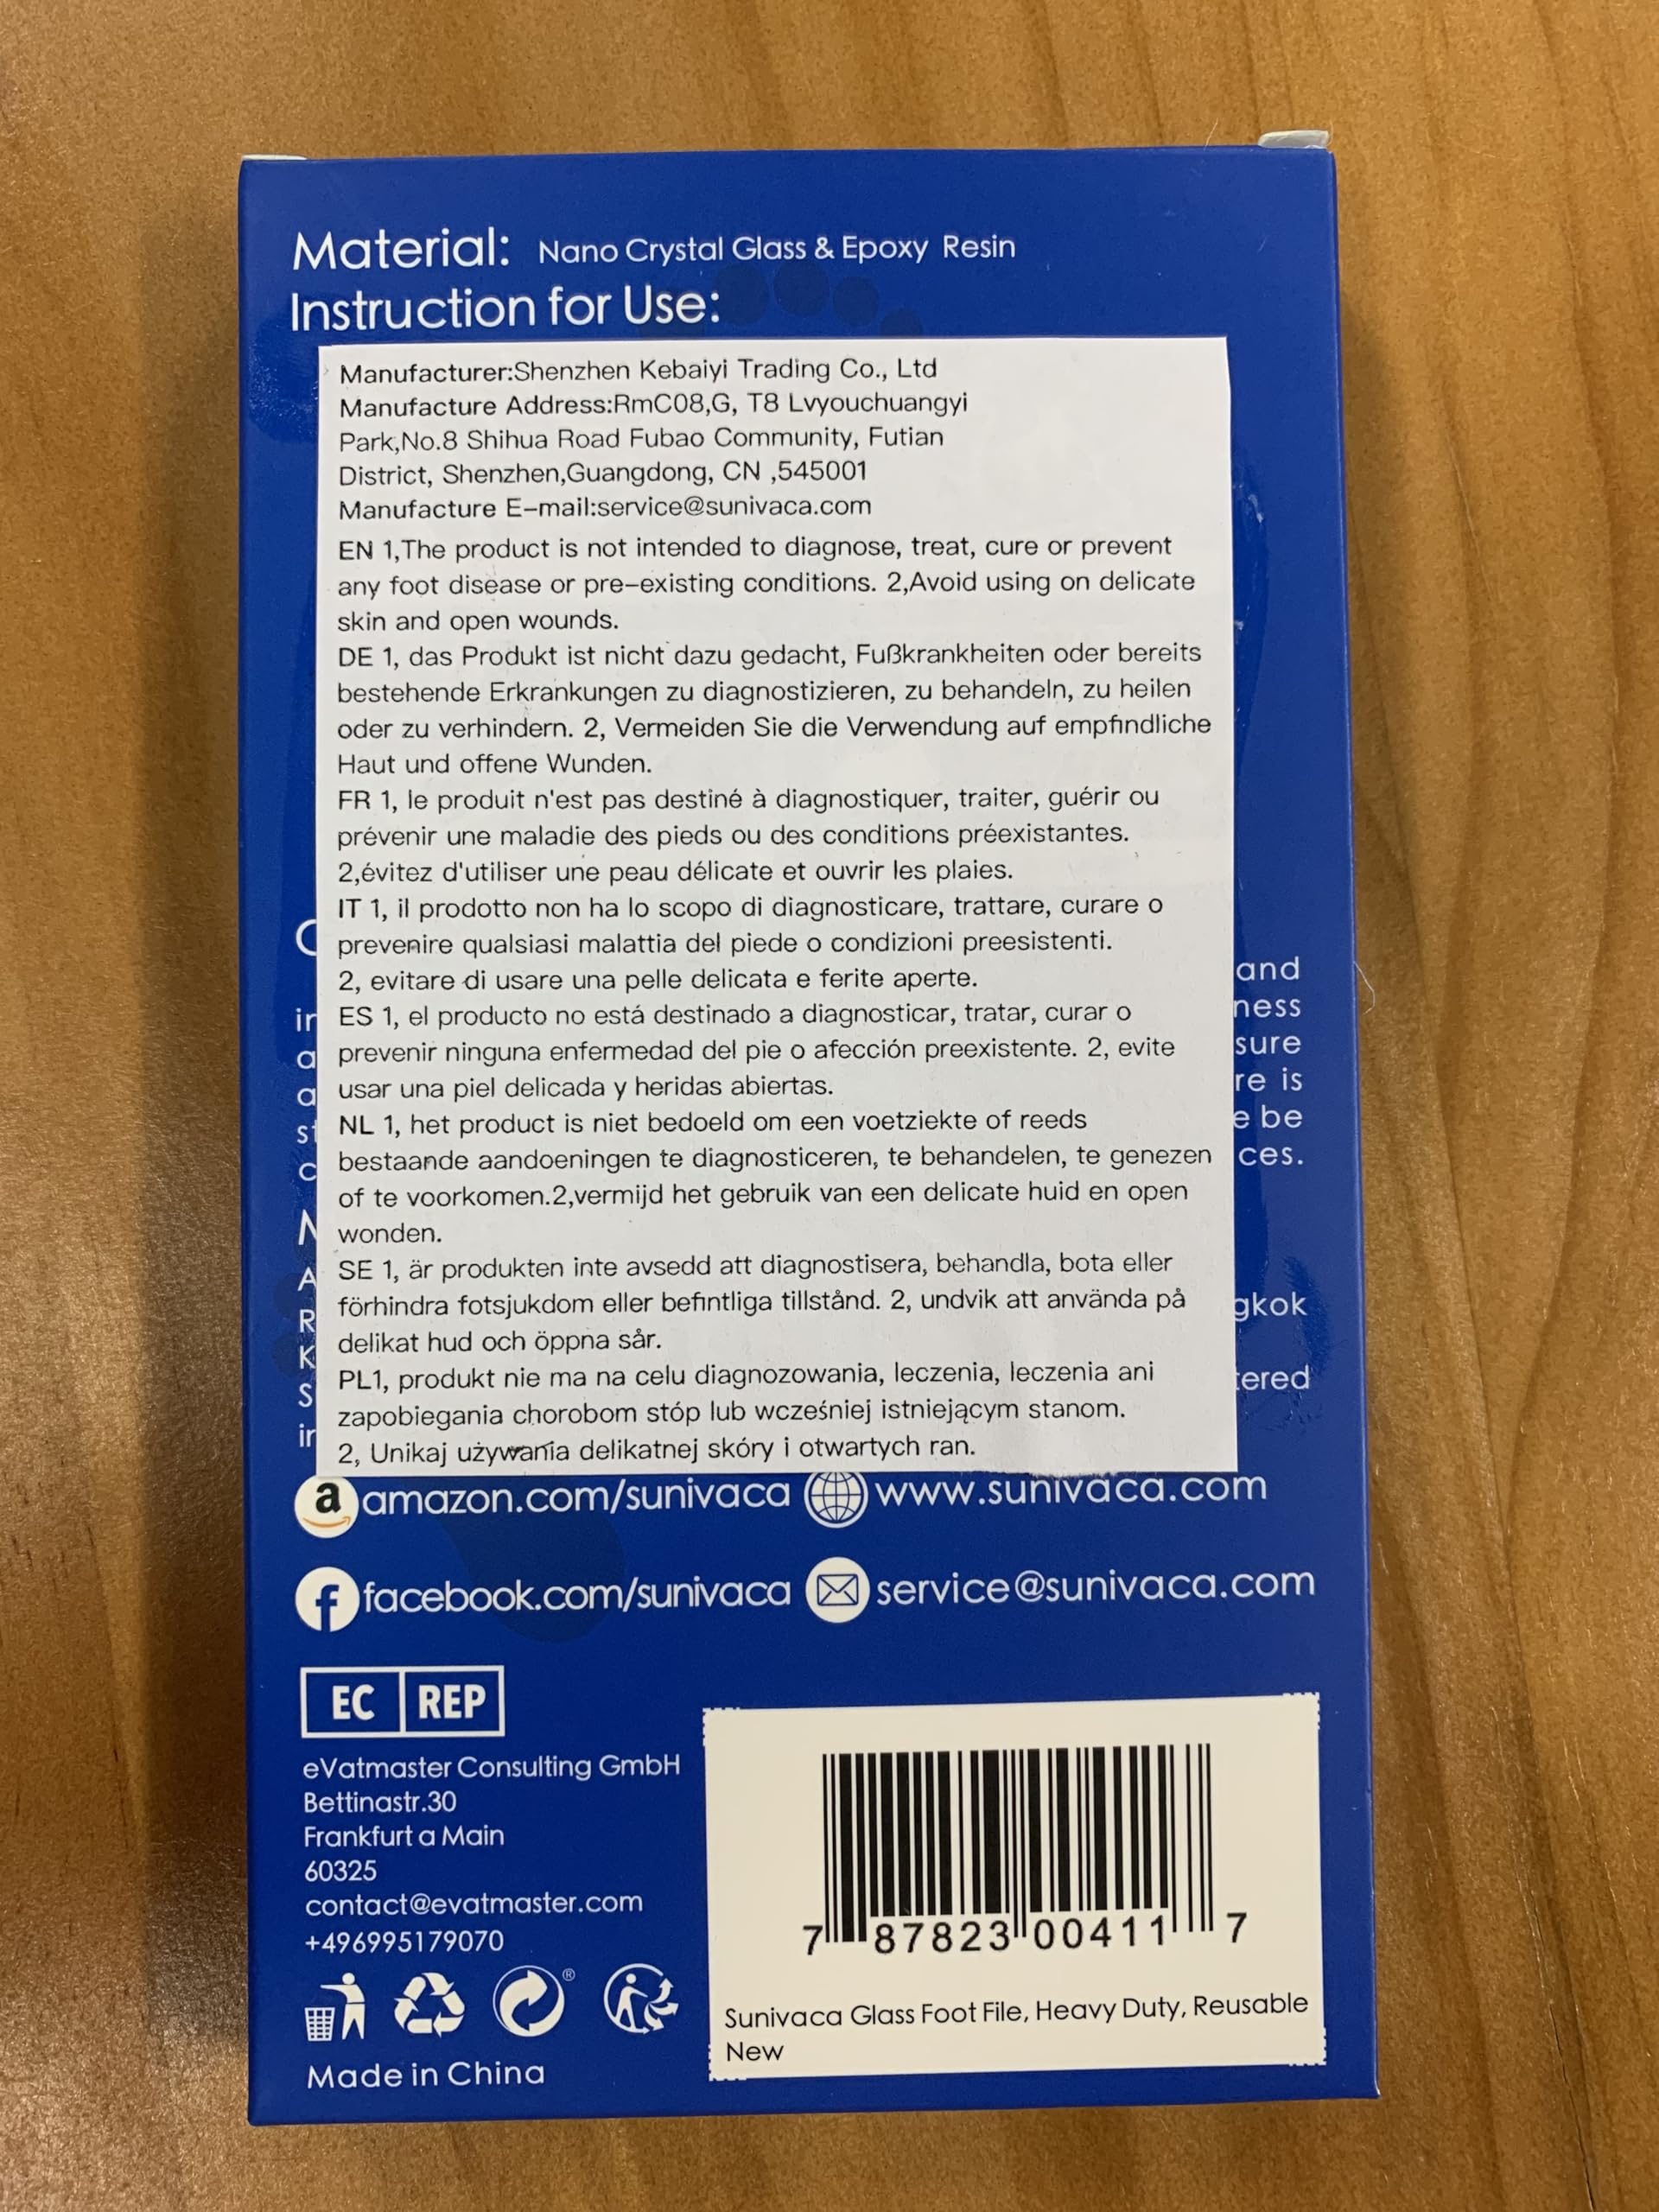 Material: Nano Crystal Glass & Epoxy Resin
Instruction for Use:
Manufacturer:Shenzhen Kebaiyi Trading Co., Ltd
Manufacture Address:RmC08,G, T8 Lvyouchuangyi
Park,No.8 Shihua Road Fubao Community, Futian
District, Shenzhen,Guangdong, CN ,545001
Manufacture E-mail:service@sunivaca.com
EN 1,The product is not intended to diagnose, treat, cure or prevent
any foot disease or pre-existing conditions. 2,Avoid using on delicate
skin and open wounds.
DE 1, das Produkt ist nicht dazu gedacht, Fußkrankheiten oder bereits
bestehende Erkrankungen zu diagnostizieren, zu behandeln, zu heilen
oder zu verhindern. 2, Vermeiden Sie die Verwendung auf empfindliche
Haut und offene Wunden.
FR 1, le produit n'est pas destiné à diagnostiquer, traiter, guérir ou
prévenir une maladie des pieds ou des conditions préexistantes.
2,évitez d'utiliser une peau délicate et ouvrir les plaies.
IT 1, il prodotto non ha lo scopo di diagnosticare, trattare, curare o
prevenire qualsiasi malattia del piede o condizioni preesistenti.
2, evitare di usare una pelle delicata e ferite aperte.
ES 1, el producto no está destinado a diagnosticar, tratar, curar o
prevenir ninguna enfermedad del pie o afección preexistente. 2, evite
usar una piel delicada y heridas abiertas.
NL 1, het product is niet bedoeld om een voetziekte of reeds
bestaande aandoeningen te diagnosticeren, te behandelen, te genezen
of te voorkomen.2,vermijd het gebruik van een delicate huid en open
wonden.
SE 1, är produkten inte avsedd att diagnostisera, behandla, bota eller
förhindra fotsjukdom eller befintliga tillstånd. 2, undvik att använda på
delikat hud och öppna sår.
PL1, produkt nie ma na celu diagnozowania, leczenia, leczenia ani
zapobiegania chorobom stóp lub wcześniej istniejącym stanom.
2, Unikaj używania delikatnej skóry i otwartych ran.
and
ness
sure
re is
e be
ces.
gkok
tered
amazon.com/sunivaca www.sunivaca.com
facebook.com/sunivaca service@sunivaca.com
EC REP
eVatmaster Consulting GmbH
Bettinastr.30
Frankfurt a Main
60325
contact@evatmaster.com
+496995179070
Made in China
7 87823 00411 7
Sunivaca Glass Foot File, Heavy Duty, Reusable
New